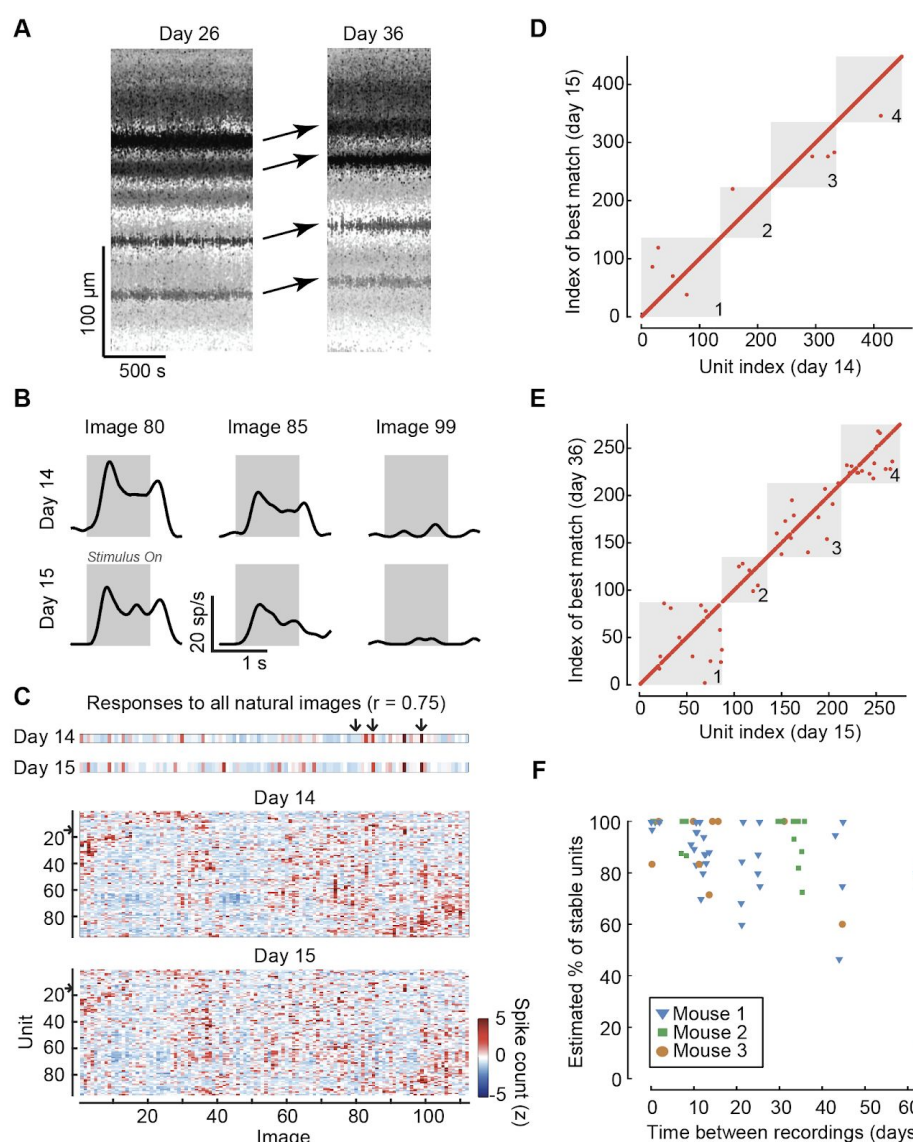 A
Day 26
Day 36
100 µm
500 s
B
Image 80
Image 85
Image 99
Day 14
Stimulus On
Day 15
20 sp/s
1 s
C
Responses to all natural images (r = 0.75)
Day 14
Day 15
Day 14
20
40
60
80
Day 15
20
40
60
80
Unit
20
40
60
80
100
Image
5
0
-5
Spike count (z)
D
400
300
200
100
0
Index of best match (day 15)
1
2
3
4
0
100
200
300
400
Unit index (day 14)
E
250
200
150
100
50
0
Index of best match (day 36)
1
2
3
4
0
50
100
150
200
250
Unit index (day 15)
F
100
80
60
40
20
0
Estimated % of stable units
Mouse 1
Mouse 2
Mouse 3
0
10
20
30
40
50
60
Time between recordings (days